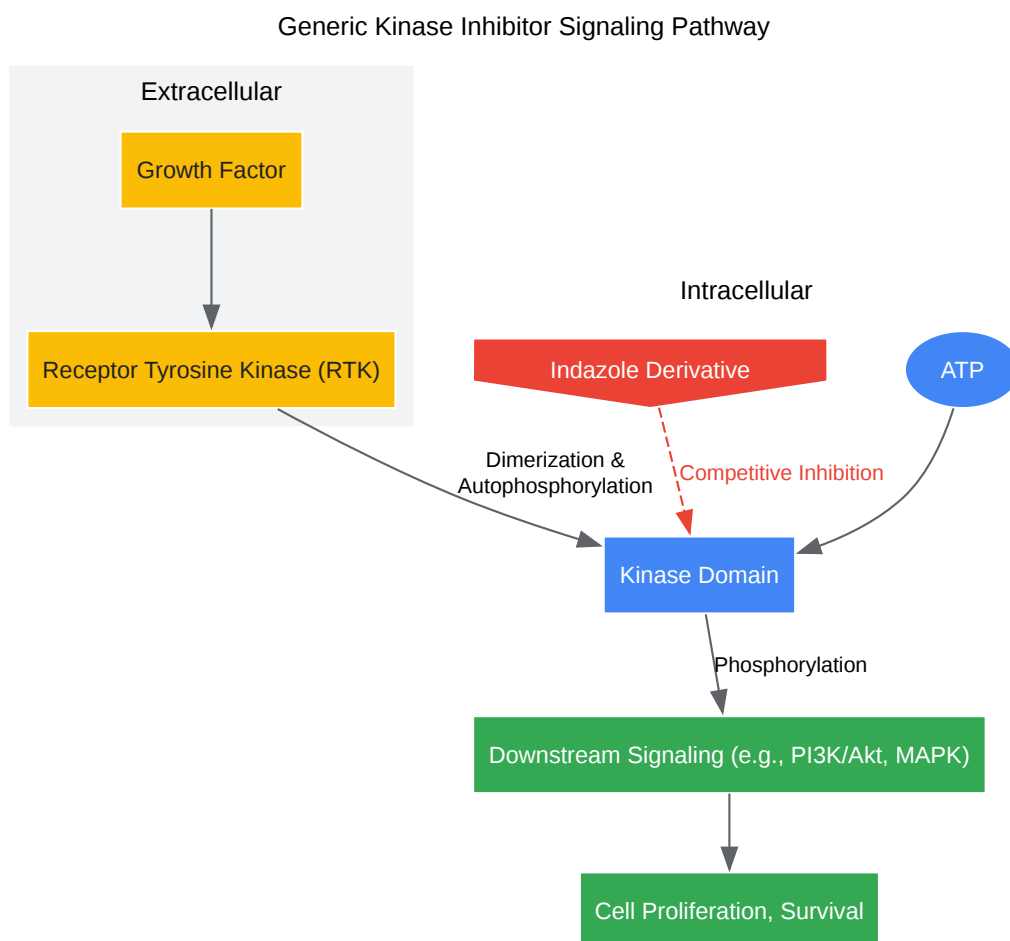 Generic Kinase Inhibitor Signaling Pathway
Extracellular
Growth Factor
Receptor Tyrosine Kinase (RTK)
Intracellular
Indazole Derivative
ATP
Dimerization &
Autophosphorylation
Competitive Inhibition
Kinase Domain
Phosphorylation
Downstream Signaling (e.g., PI3K/Akt, MAPK)
Cell Proliferation, Survival